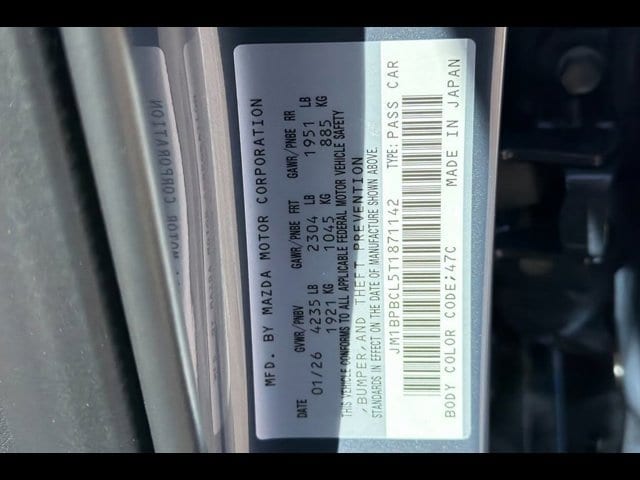 MFD. BY MAZDA MOTOR CORPORATION
DATE GVWR/PNBV GAWR/PNBE FRT GAWR/PNBE RR
01/26 4235 LB 2304 LB 1951 LB
1921 KG 1045 KG 885 KG
THIS VEHICLE CONFORMS TO ALL APPLICABLE FEDERAL MOTOR VEHICLE SAFETY
/BUMPER,AND THEFT PREVENTION
STANDARDS IN EFFECT ON THE DATE OF MANUFACTURE SHOWN ABOVE.
JM1BPBCL5T1871142 TYPE: PASS CAR
BODY COLOR CODE;47C MADE IN JAPAN
MOTOR CORPORATION